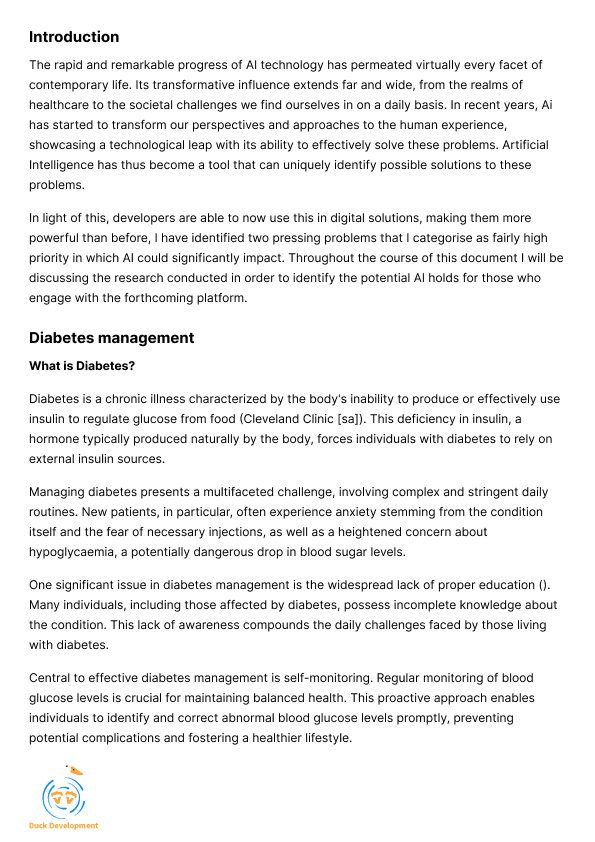 Introduction
The rapid and remarkable progress of AI technology has permeated virtually every facet of
contemporary life. Its transformative influence extends far and wide, from the realms of
healthcare to the societal challenges we find ourselves in on a daily basis. In recent years, Ai
has started to transform our perspectives and approaches to the human experience,
showcasing a technological leap with its ability to effectively solve these problems. Artificial
Intelligence has thus become a tool that can uniquely identify possible solutions to these
problems.
In light of this, developers are able to now use this in digital solutions, making them more
powerful than before, I have identified two pressing problems that I categorise as fairly high
priority in which AI could significantly impact. Throughout the course of this document I will be
discussing the research conducted in order to identify the potential AI holds for those who
engage with the forthcoming platform.
Diabetes management
What is Diabetes?
Diabetes is a chronic illness characterized by the body's inability to produce or effectively use
insulin to regulate glucose from food (Cleveland Clinic [sa]). This deficiency in insulin, a
hormone typically produced naturally by the body, forces individuals with diabetes to rely on
external insulin sources.
Managing diabetes presents a multifaceted challenge, involving complex and stringent daily
routines. New patients, in particular, often experience anxiety stemming from the condition
itself and the fear of necessary injections, as well as a heightened concern about
hypoglycaemia, a potentially dangerous drop in blood sugar levels.
One significant issue in diabetes management is the widespread lack of proper education ().
Many individuals, including those affected by diabetes, possess incomplete knowledge about
the condition. This lack of awareness compounds the daily challenges faced by those living
with diabetes.
Central to effective diabetes management is self-monitoring. Regular monitoring of blood
glucose levels is crucial for maintaining balanced health. This proactive approach enables
individuals to identify and correct abnormal blood glucose levels promptly, preventing
potential complications and fostering a healthier lifestyle.
Duck Development